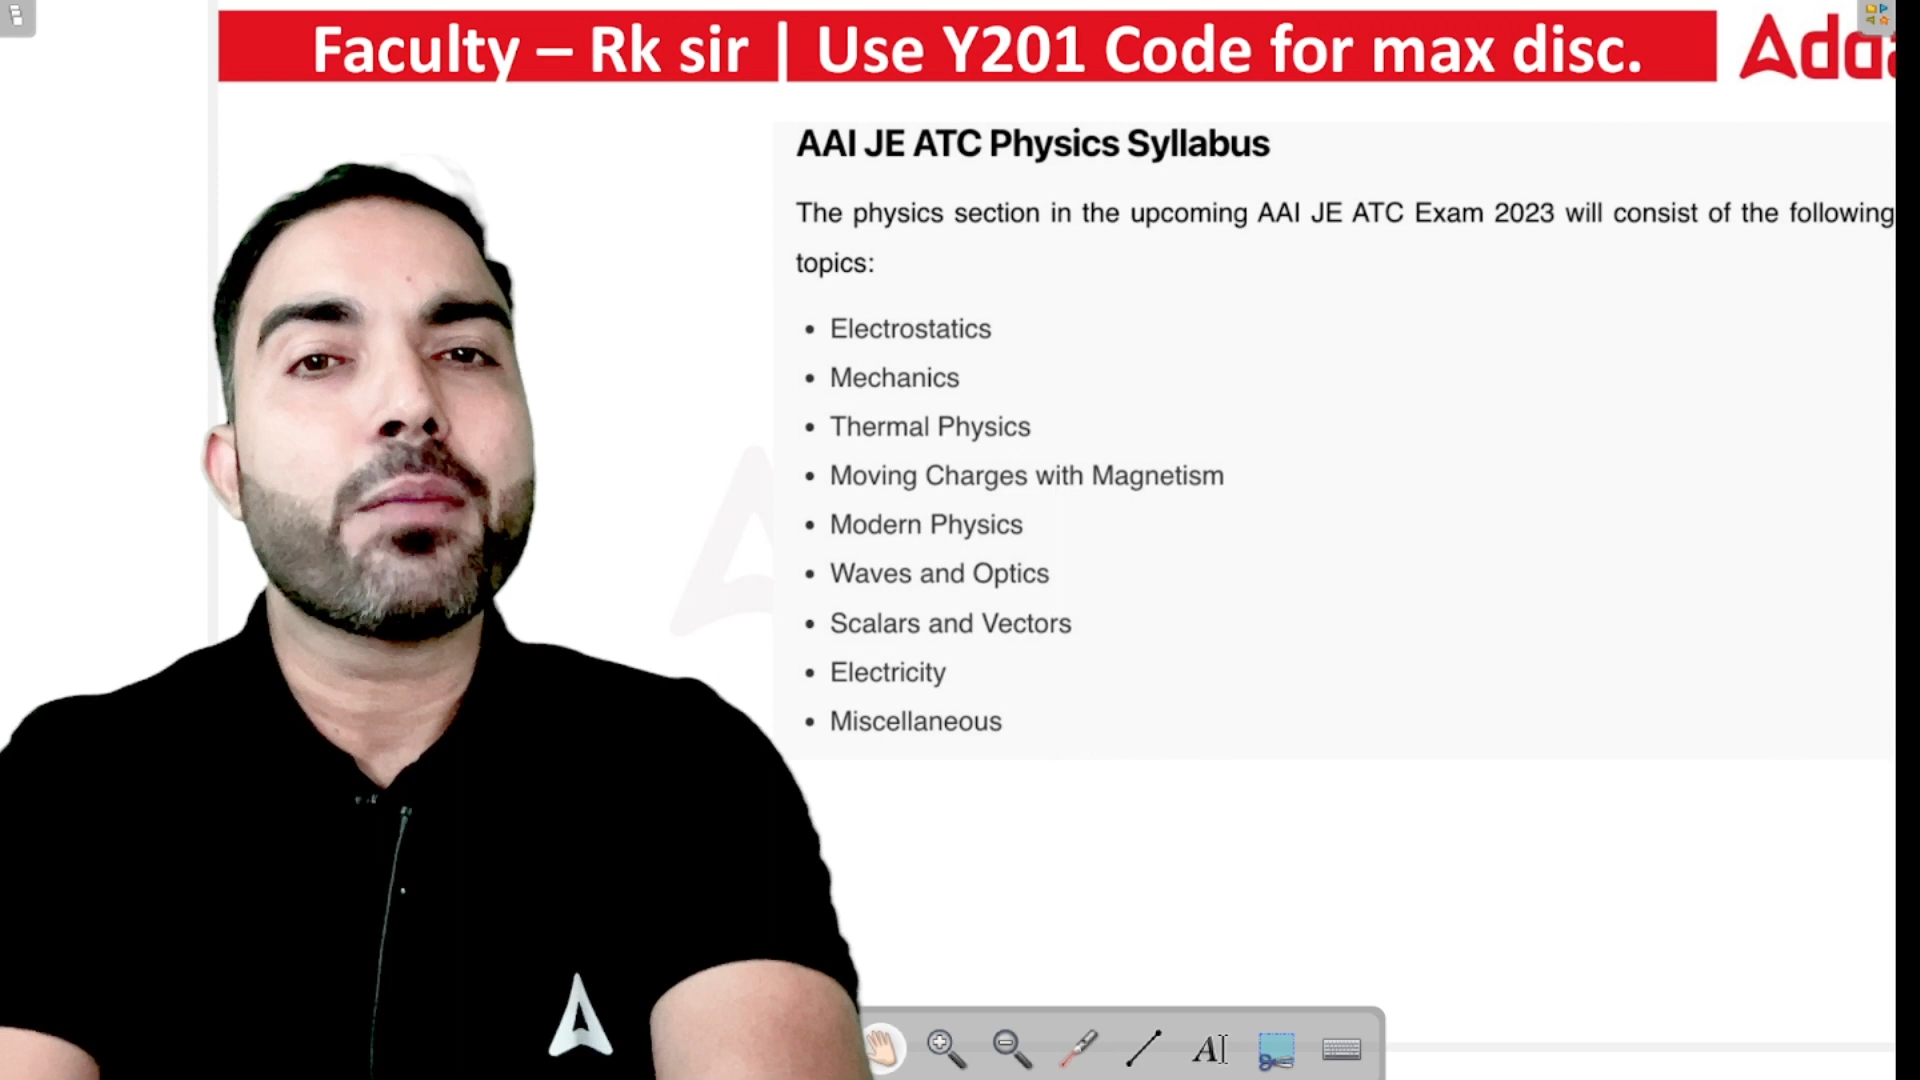 Faculty – Rk sir | Use Y201 Code for max disc.
AAI JE ATC Physics Syllabus
The physics section in the upcoming AAI JE ATC Exam 2023 will consist of the following
topics:
• Electrostatics
• Mechanics
• Thermal Physics
• Moving Charges with Magnetism
• Modern Physics
• Waves and Optics
• Scalars and Vectors
• Electricity
• Miscellaneous